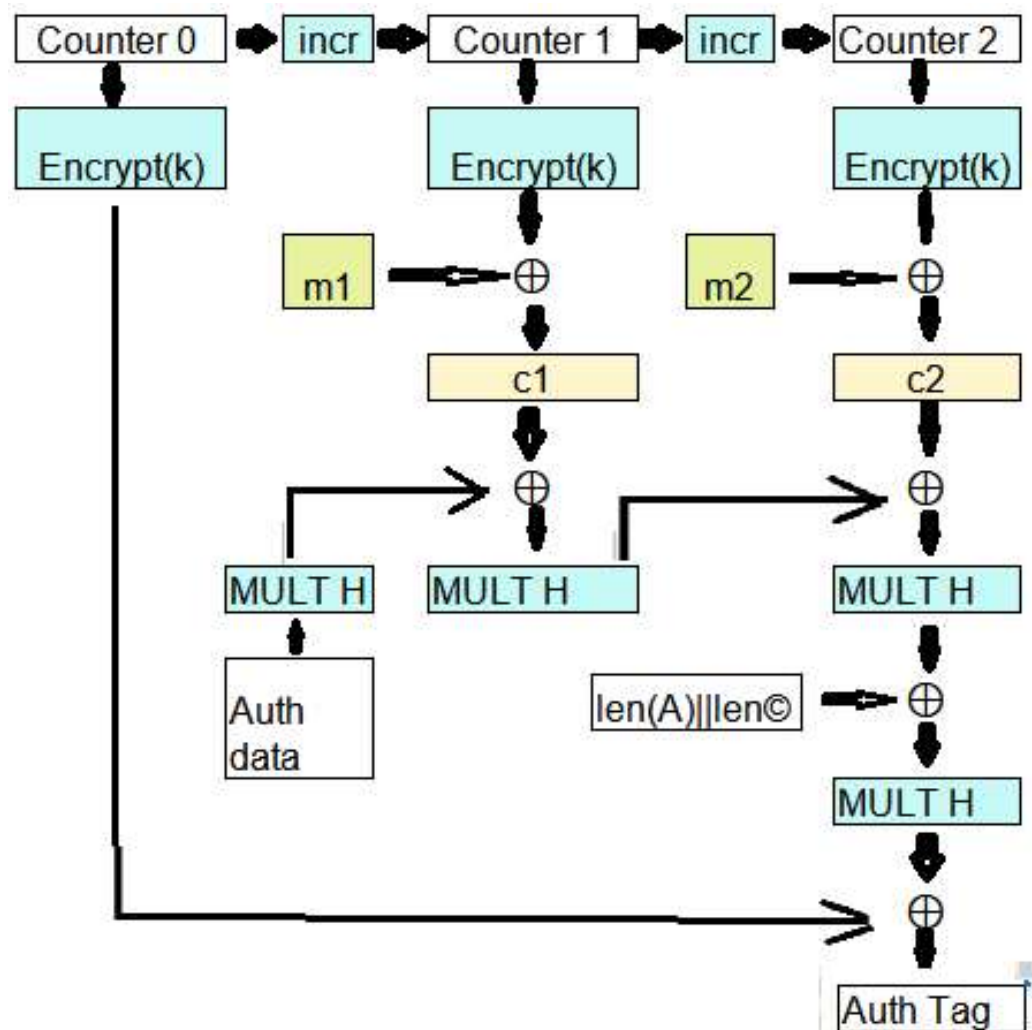 Counter 0
incr
Counter 1
incr
Counter 2
Encrypt(k)
Encrypt(k)
Encrypt(k)
m1
m2
c1
c2
MULT H
MULT H
MULT H
Auth
data
len(A)||len©
MULT H
Auth Tag